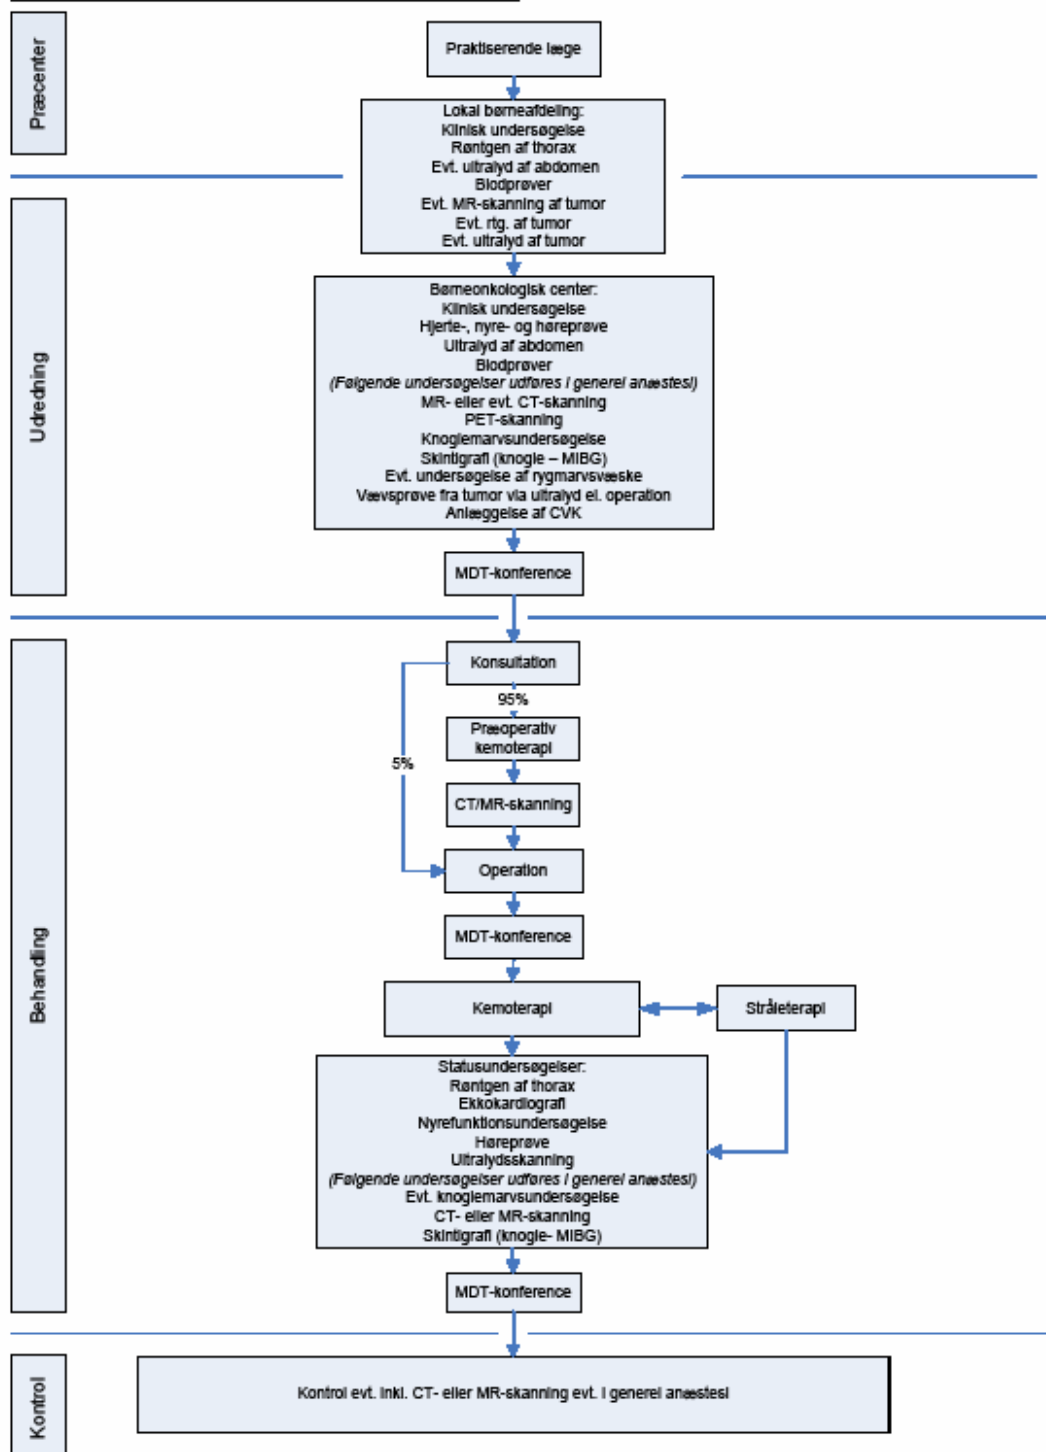 Præcenter
Praktiserende læge
Lokal børneafdeling:
Klinisk undersøgelse
Røntgen af thorax
Evt. ultralyd af abdomen
Blodprøver
Evt. MR-skanning af tumor
Evt. rtg. af tumor
Evt. ultralyd af tumor
Udredning
Børneonkologisk center:
Klinisk undersøgelse
Hjerte-, nyre- og høreprøve
Ultralyd af abdomen
Blodprøver
(Følgende undersøgelser udføres i generel anæstesi)
MR- eller evt. CT-skanning
PET-skanning
Knoglemarvsundersøgelse
Skintigrafi (knogle – MIBG)
Evt. undersøgelse af rygmarvsvæske
Vævsprøve fra tumor via ultralyd el. operation
Anlæggelse af CVK
MDT-konference
Behandling
Konsultation
95%
Præoperativ
kemoterapi
5%
CT/MR-skanning
Operation
MDT-konference
Kemoterapi
Stråleterapi
Statusundersøgelser:
Røntgen af thorax
Ekkokardiografi
Nyrefunktionsundersøgelse
Høreprøve
Ultralydsskanning
(Følgende undersøgelser udføres i generel anæstesi)
Evt. knoglemarvsundersøgelse
CT- eller MR-skanning
Skintigrafi (knogle- MIBG)
MDT-konference
Kontrol
Kontrol evt. inkl. CT- eller MR-skanning evt. i generel anæstesi